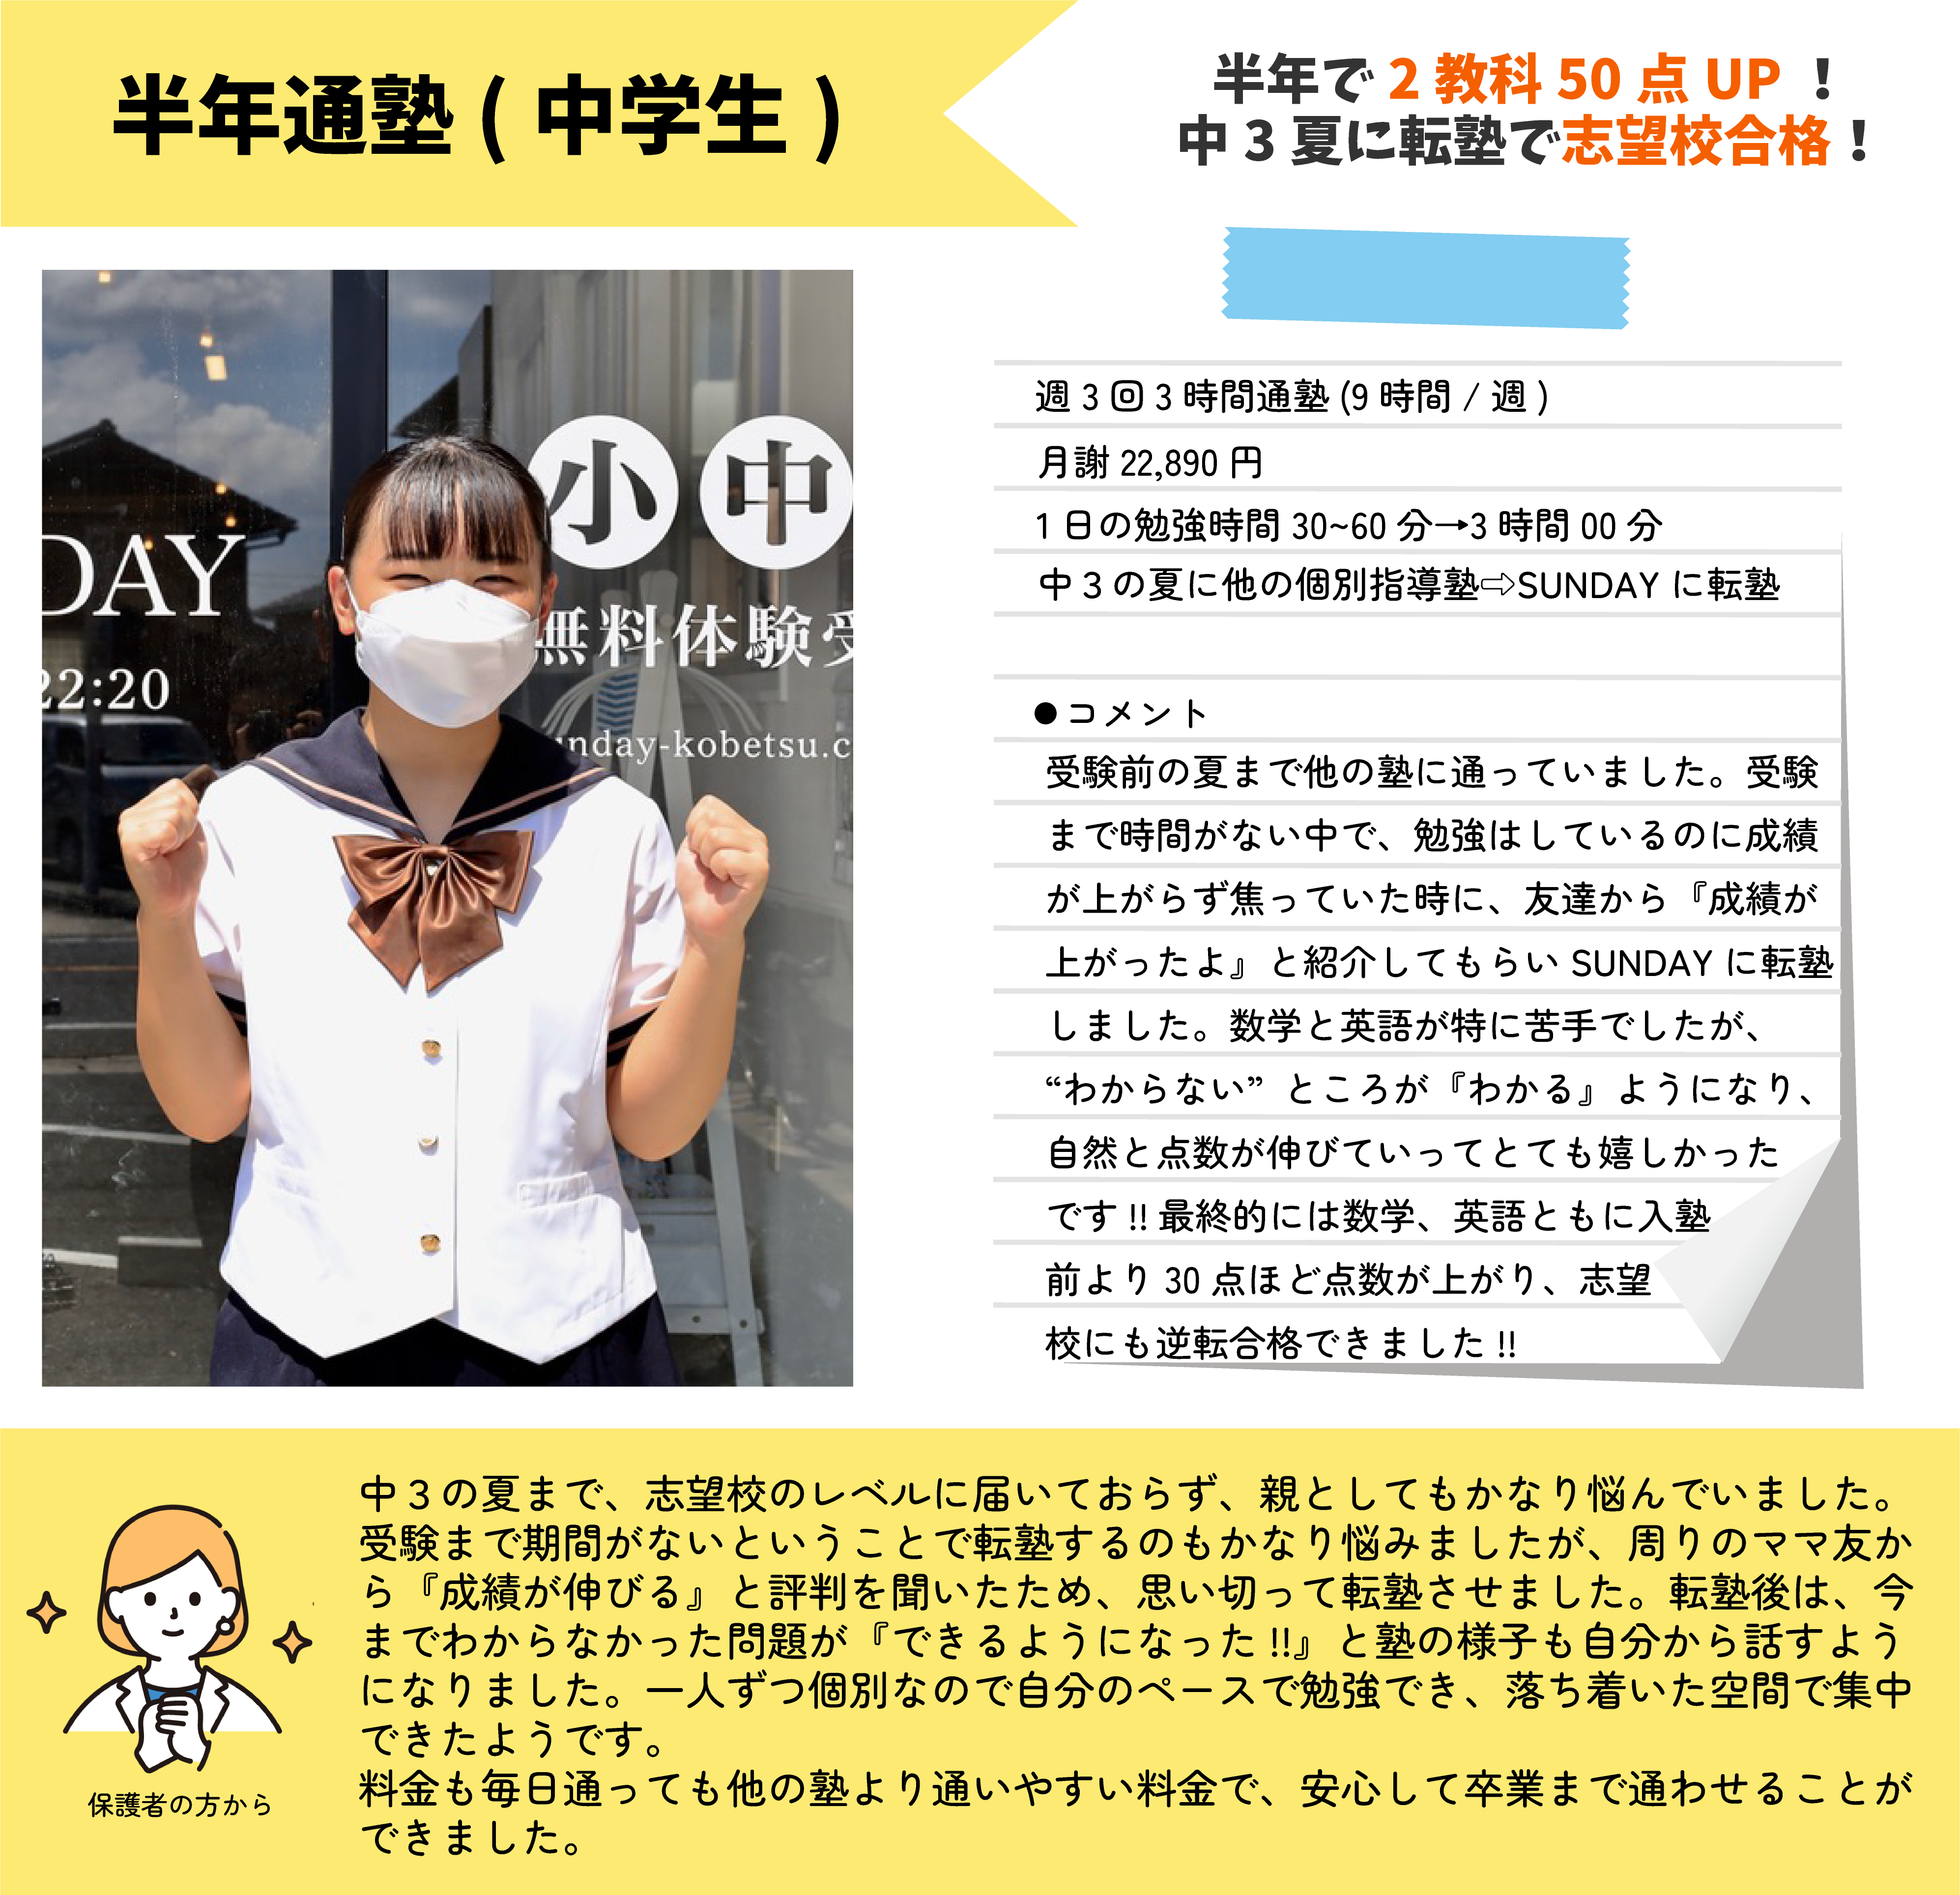 半年通塾(中学生)
半年で2教科50点UP！
中3夏に転塾で志望校合格！
DAY
22:20
小 中
無料体験受
nday-kobetsu.c
週3回3時間通塾(9時間/週)
月謝22,890円
1日の勉強時間30~60分→3時間00分
中3の夏に他の個別指導塾⇨SUNDAYに転塾
●コメント
受験前の夏まで他の塾に通っていました。受験
まで時間がない中で、勉強はしているのに成績
が上がらず焦っていた時に、友達から『成績が
上がったよ』と紹介してもらいSUNDAYに転塾
しました。数学と英語が特に苦手でしたが、
“わからない”ところが『わかる』ようになり、
自然と点数が伸びていってとても嬉しかった
です!!最終的には数学、英語ともに入塾
前より30点ほど点数が上がり、志望
校にも逆転合格できました!!
中3の夏まで、志望校のレベルに届いておらず、親としてもかなり悩んでいました。
受験まで期間がないということで転塾するのもかなり悩みましたが、周りのママ友か
ら『成績が伸びる』と評判を聞いたため、思い切って転塾させました。転塾後は、今
までわからなかった問題が『できるようになった!!』と塾の様子も自分から話すよう
になりました。一人ずつ個別なので自分のペースで勉強でき、落ち着いた空間で集中
できたようです。
料金も毎日通っても他の塾より通いやすい料金で、安心して卒業まで通わせることが
できました。
保護者の方から